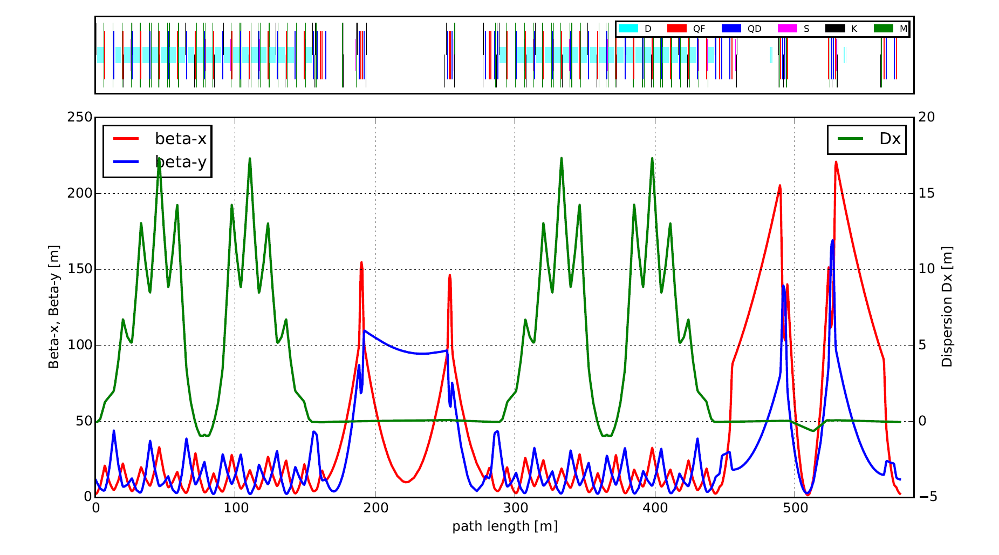 D QF QD S K M
250 20
beta-x Dx
beta-y
200 15
150 10
100 5
50 0
0 −5
0 100 200 300 400 500
path length [m]
Beta-x, Beta-y [m]
Dispersion Dx [m]